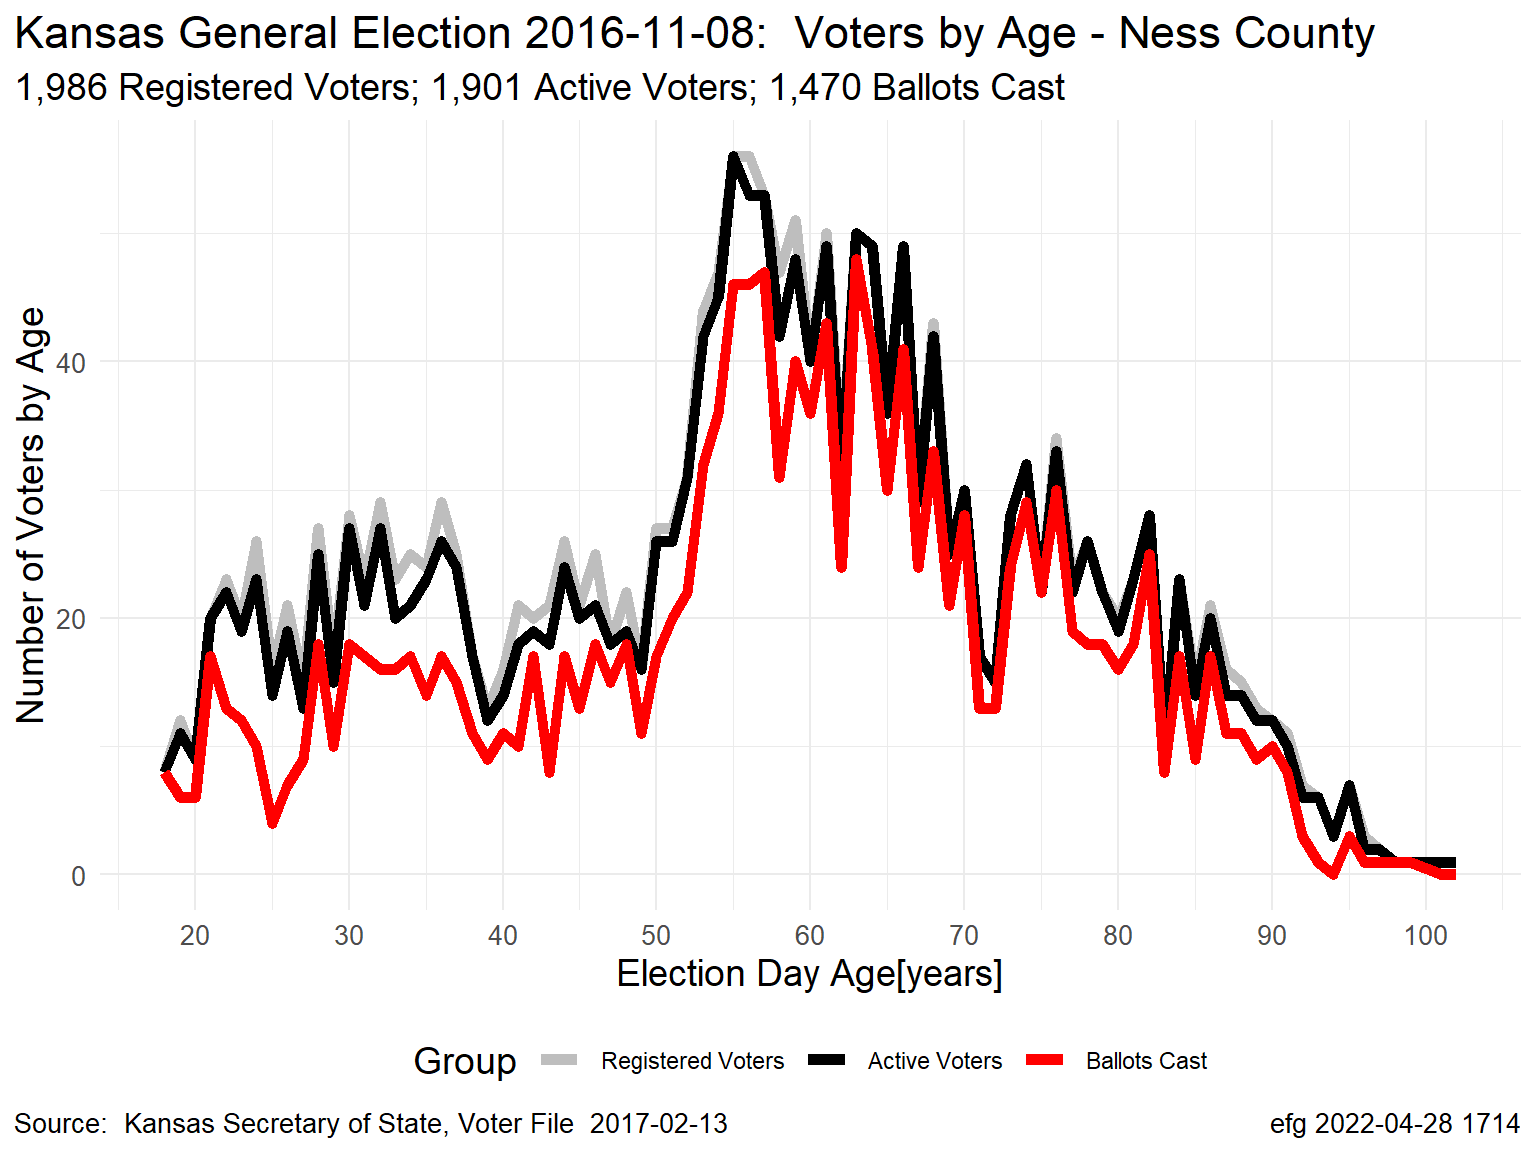 Kansas General Election 2016-11-08:  Voters by Age - Ness County
1,986 Registered Voters; 1,901 Active Voters; 1,470 Ballots Cast
Number of Voters by Age
40
20
0
20 30 40 50 60 70 80 90 100
Election Day Age[years]
Group Registered Voters Active Voters Ballots Cast
Source:  Kansas Secretary of State, Voter File  2017-02-13
efg 2022-04-28 1714